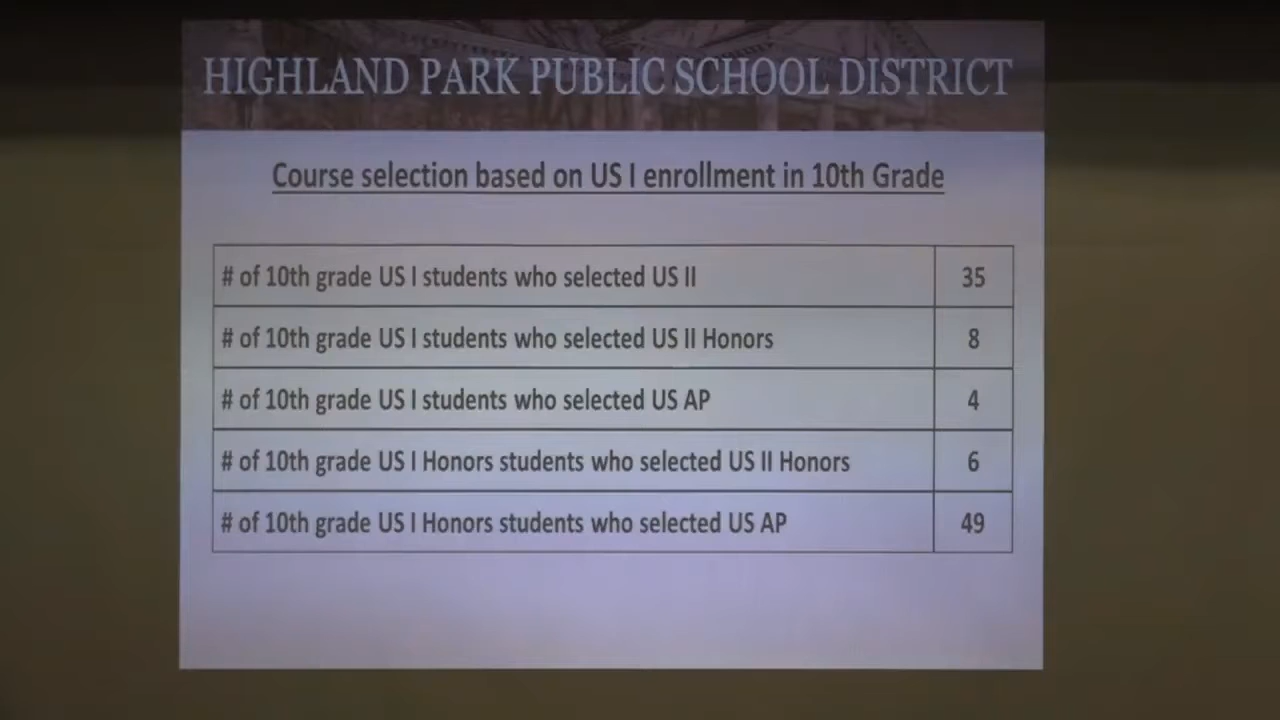 HIGHLAND PARK PUBLIC SCHOOL DISTRICT
Course selection based on US I enrollment in 10th Grade
# of 10th grade US I students who selected US II 35
# of 10th grade US I students who selected US II Honors 8
# of 10th grade US I students who selected US AP 4
# of 10th grade US I Honors students who selected US II Honors 6
# of 10th grade US I Honors students who selected US AP 49